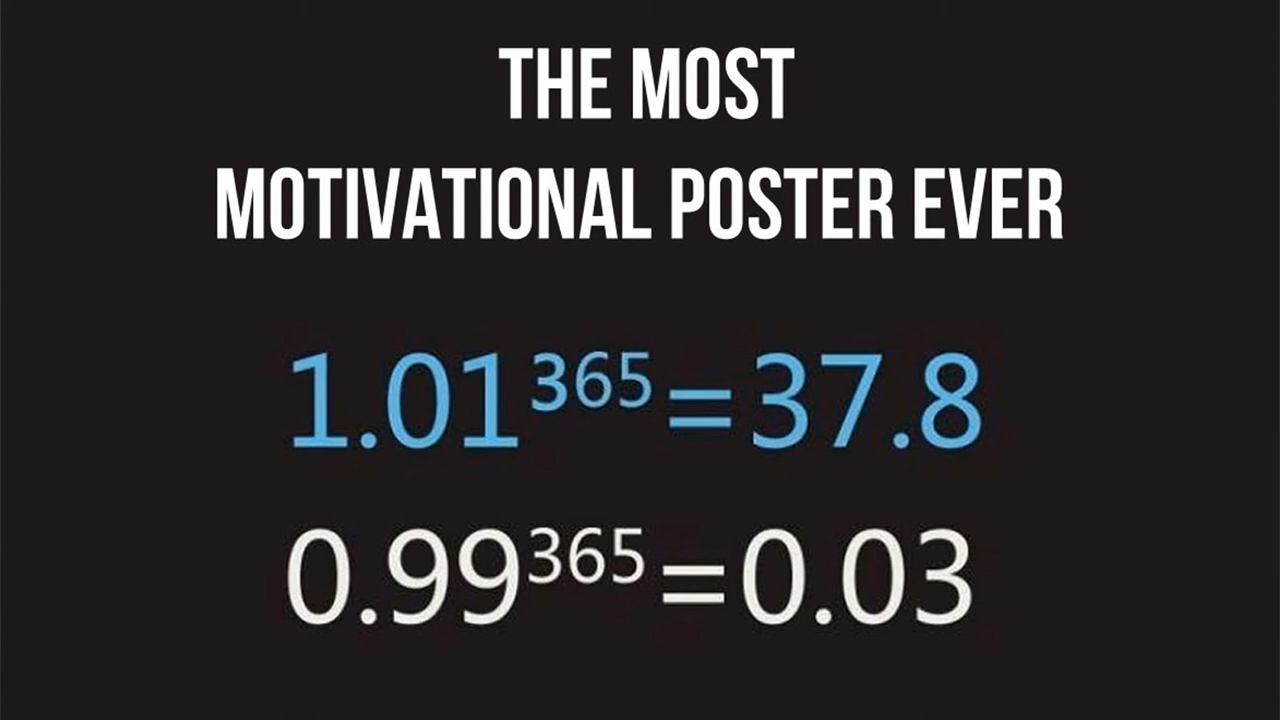 THE MOST
MOTIVATIONAL POSTER EVER
1.01³⁶⁵=37.8
0.99³⁶⁵=0.03